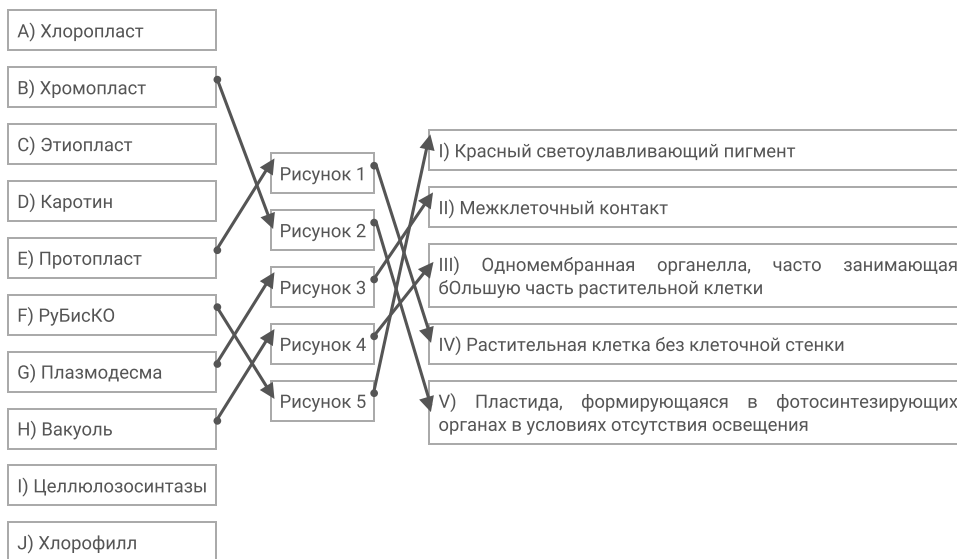 A) Хлоропласт
B) Хромопласт
C) Этиопласт
D) Каротин
E) Протопласт
F) РуБисКО
G) Плазмодесма
H) Вакуоль
I) Целлюлозосинтазы
J) Хлорофилл
Рисунок 1
Рисунок 2
Рисунок 3
Рисунок 4
Рисунок 5
I) Красный светоулавливающий пигмент
II) Межклеточный контакт
III) Одномембранная органелла, часто занимающая
бОльшую часть растительной клетки
IV) Растительная клетка без клеточной стенки
V) Пластида, формирующаяся в фотосинтезирующих
органах в условиях отсутствия освещения